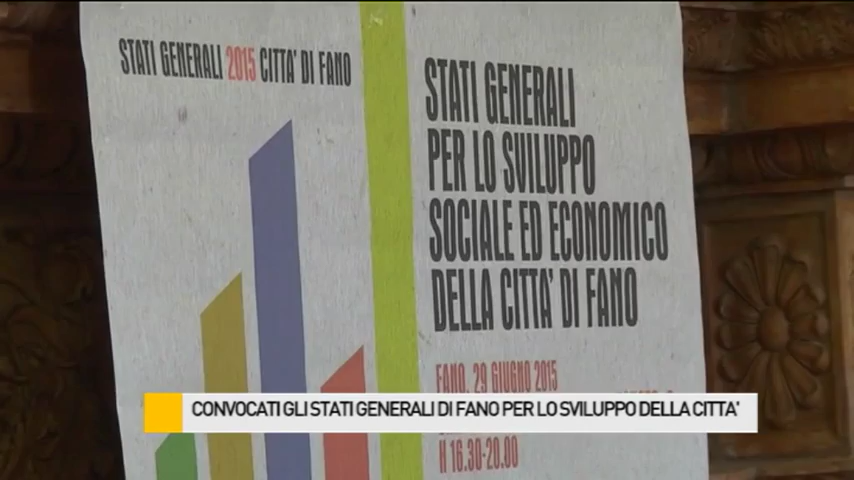 STATI GENERALI 2015 CITTA' DI FANO
STATI GENERALI
PER LO SVILUPPO
SOCIALE ED ECONOMICO
DELLA CITTA' DI FANO
FANO, 29 GIUGNO 2015
CONVOCATI GLI STATI GENERALI DI FANO PER LO SVILUPPO DELLA CITTA'
H 16.30-20.00